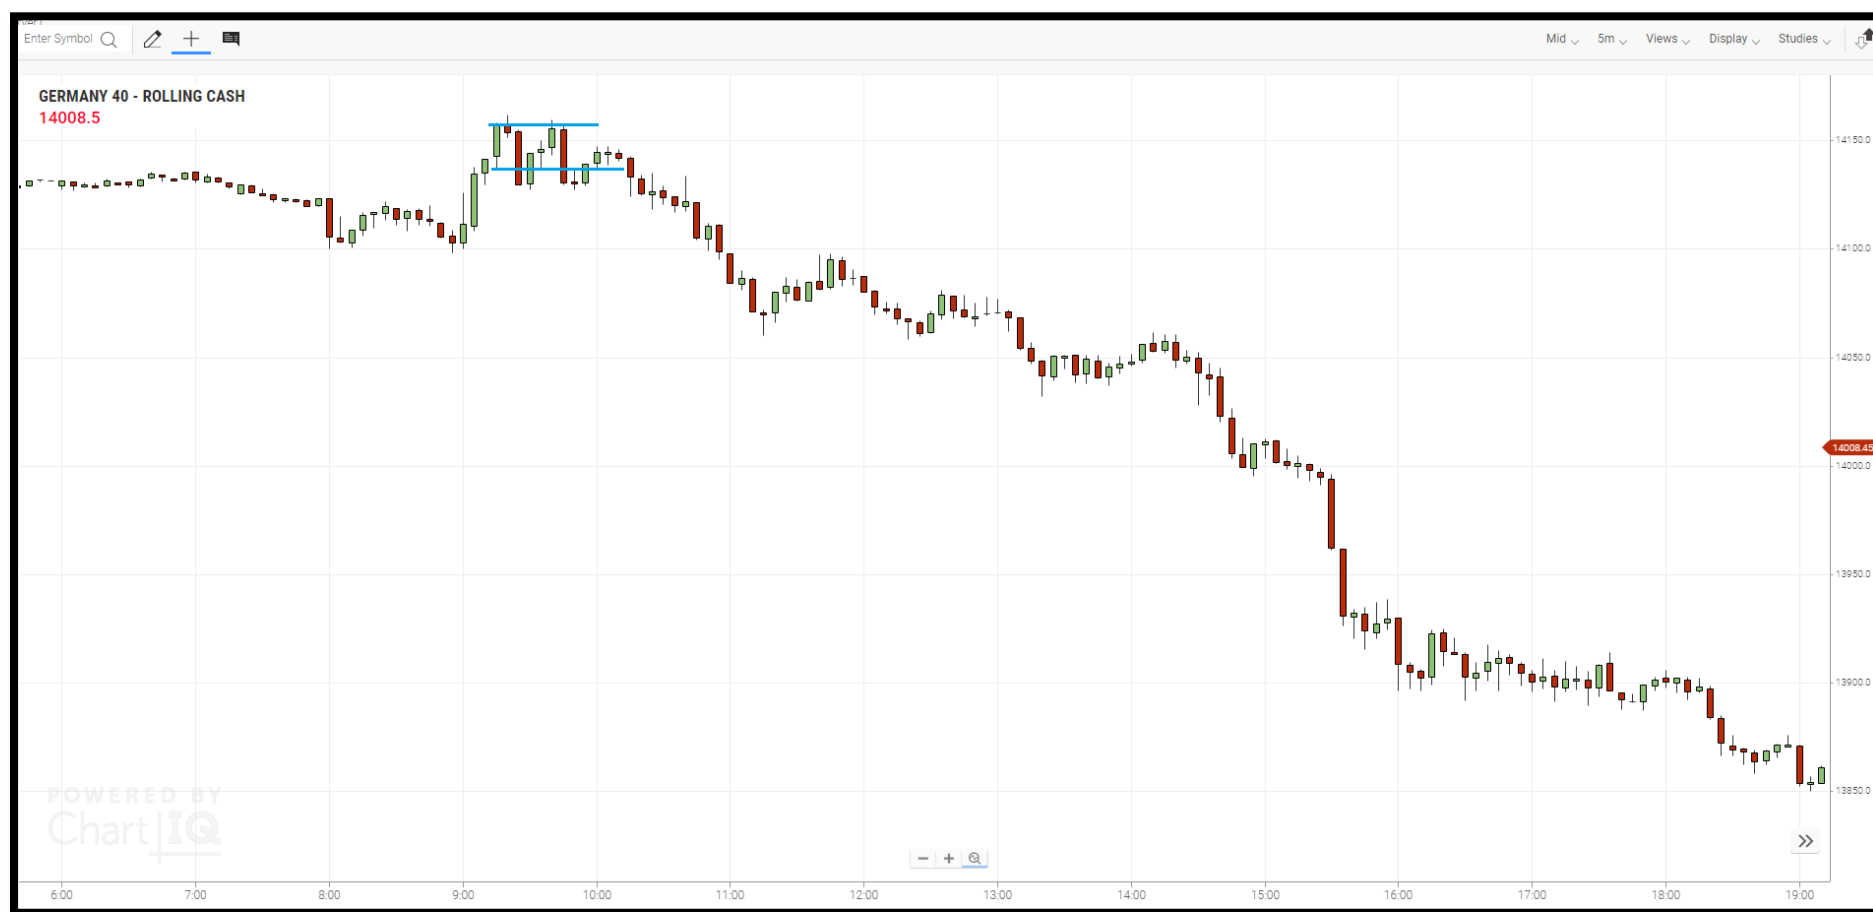 Enter Symbol
Mid 5m Views Display Studies
GERMANY 40 - ROLLING CASH
14008.5
14150.0
14100.0
14050.0
14008.45
14000.0
13950.0
13900.0
13850.0
POWERED BY
Chart IQ
6:00 7:00 8:00 9:00 10:00 11:00 12:00 13:00 14:00 15:00 16:00 17:00 18:00 19:00